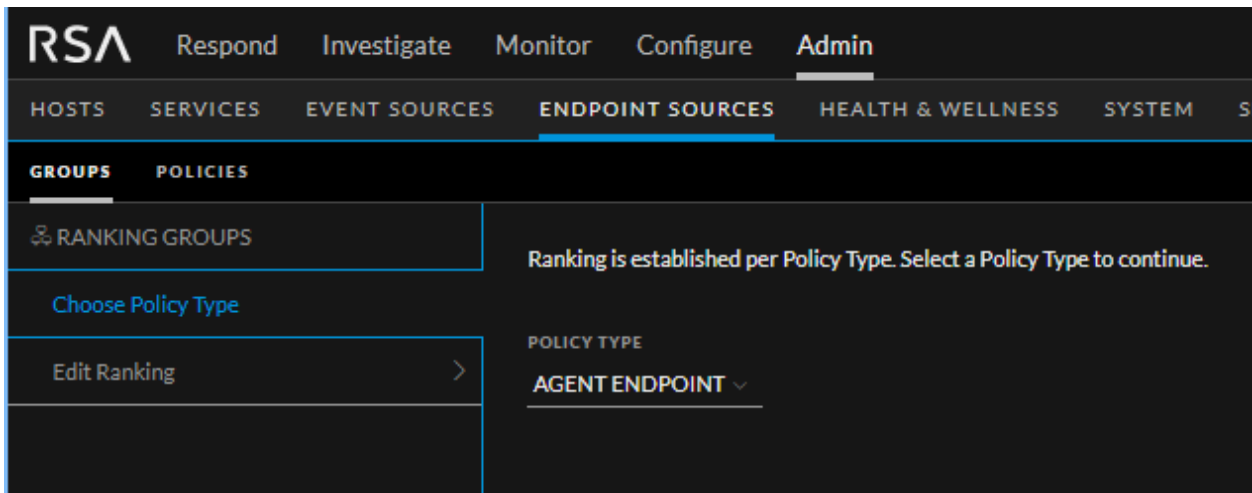 RSA Respond Investigate Monitor Configure Admin
HOSTS SERVICES EVENT SOURCES ENDPOINT SOURCES HEALTH & WELLNESS SYSTEM S
GROUPS POLICIES
RANKING GROUPS
Ranking is established per Policy Type. Select a Policy Type to continue.
Choose Policy Type
POLICY TYPE
Edit Ranking
AGENT ENDPOINT